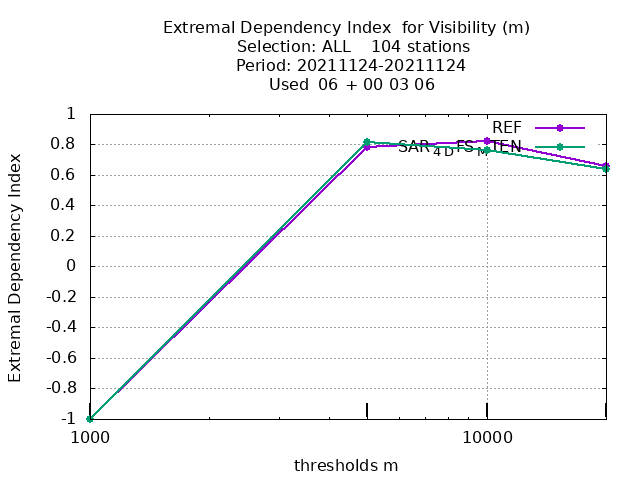 Extremal Dependency Index  for Visibility (m)
Selection: ALL    104 stations
Period: 20211124-20211124
Used  06 + 00 03 06
Extremal Dependency Index
1
0.8
0.6
0.4
0.2
0
-0.2
-0.4
-0.6
-0.8
-1
REF
SAR4DFSMTEN
1000
10000
thresholds m